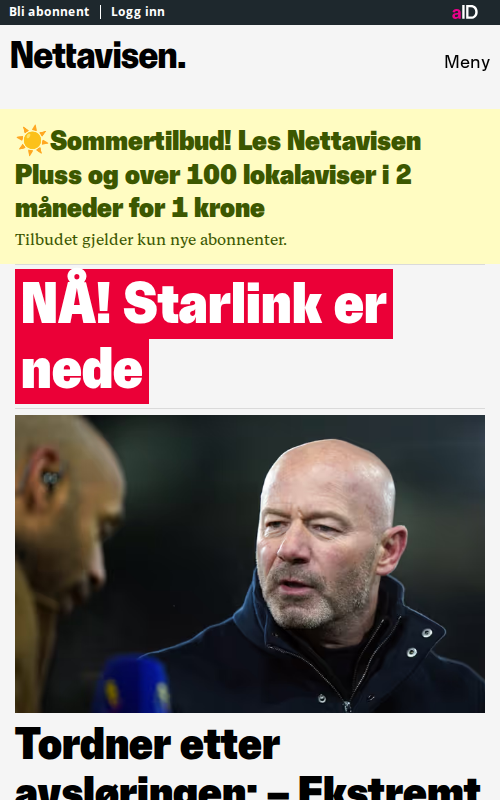 Bli abonnent | Logg inn
aID
Nettavisen.
Meny
☀️Sommertilbud! Les Nettavisen
Pluss og over 100 lokalaviser i 2
måneder for 1 krone
Tilbudet gjelder kun nye abonnenter.
NÅ! Starlink er
nede
Tordner etter
avsløringen: – Ekstremt